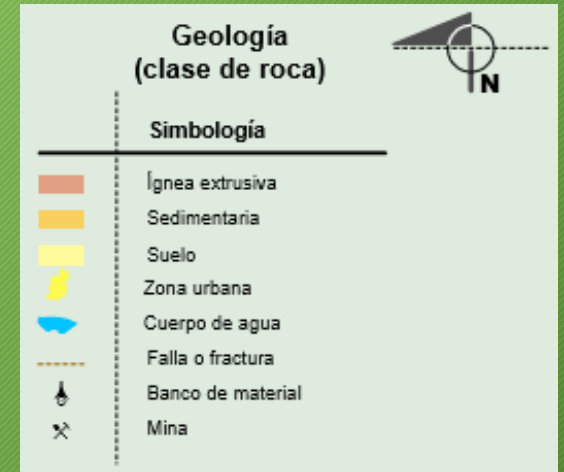 Geología
(clase de roca)
N
Simbología
Ígnea extrusiva
Sedimentaria
Suelo
Zona urbana
Cuerpo de agua
Falla o fractura
Banco de material
Mina